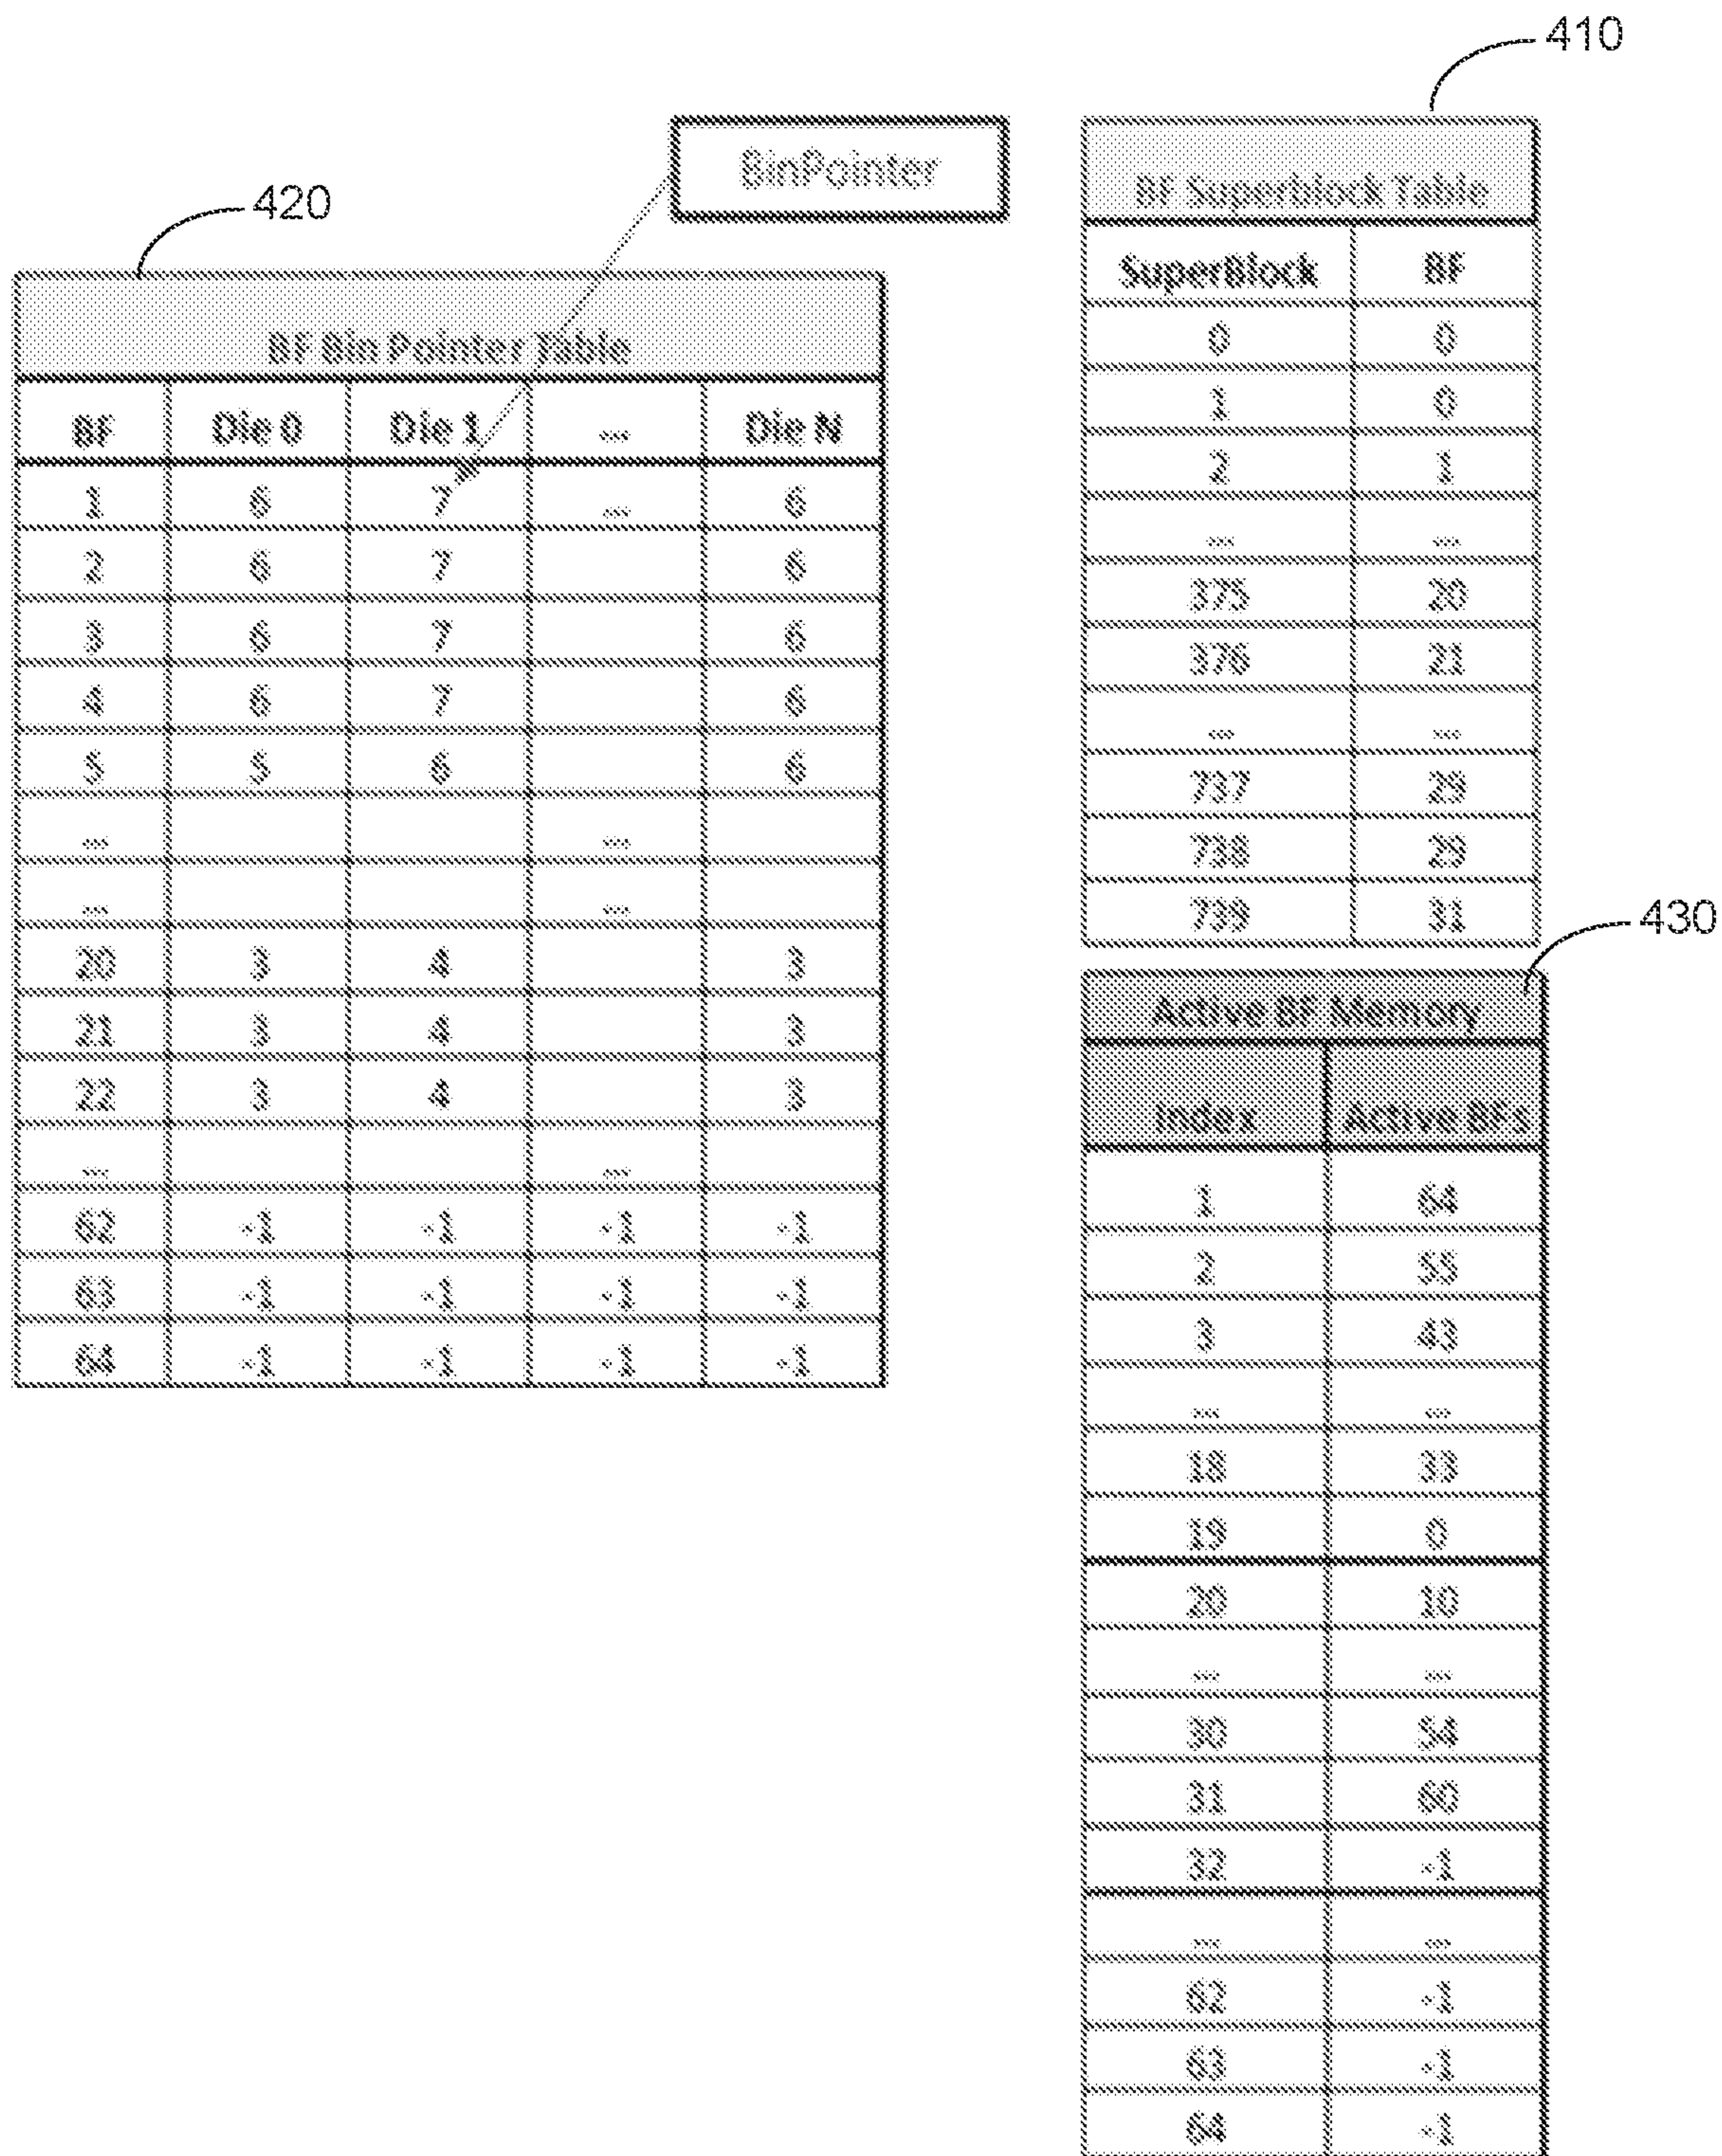 410
BinPointer
420
BF Superblock Table
SuperBlock BF
0 0
1 0
2 1
... ...
375 20
376 21
... ...
737 29
738 29
739 31
BF Bin Pointer Table
BF Die 0 Die 1 ... Die N
1 6 7 ... 6
2 6 7 6
3 6 7 6
4 6 7 6
5 5 6 6
... ...
... ...
20 3 4 3
21 3 4 3
22 3 4 3
... ...
62 -1 -1 -1 -1
63 -1 -1 -1 -1
64 -1 -1 -1 -1
430
Active BF Memory
Index Active BFs
1 64
2 55
3 43
... ...
18 33
19 0
20 10
... ...
30 54
31 60
32 -1
... ...
62 -1
63 -1
64 -1